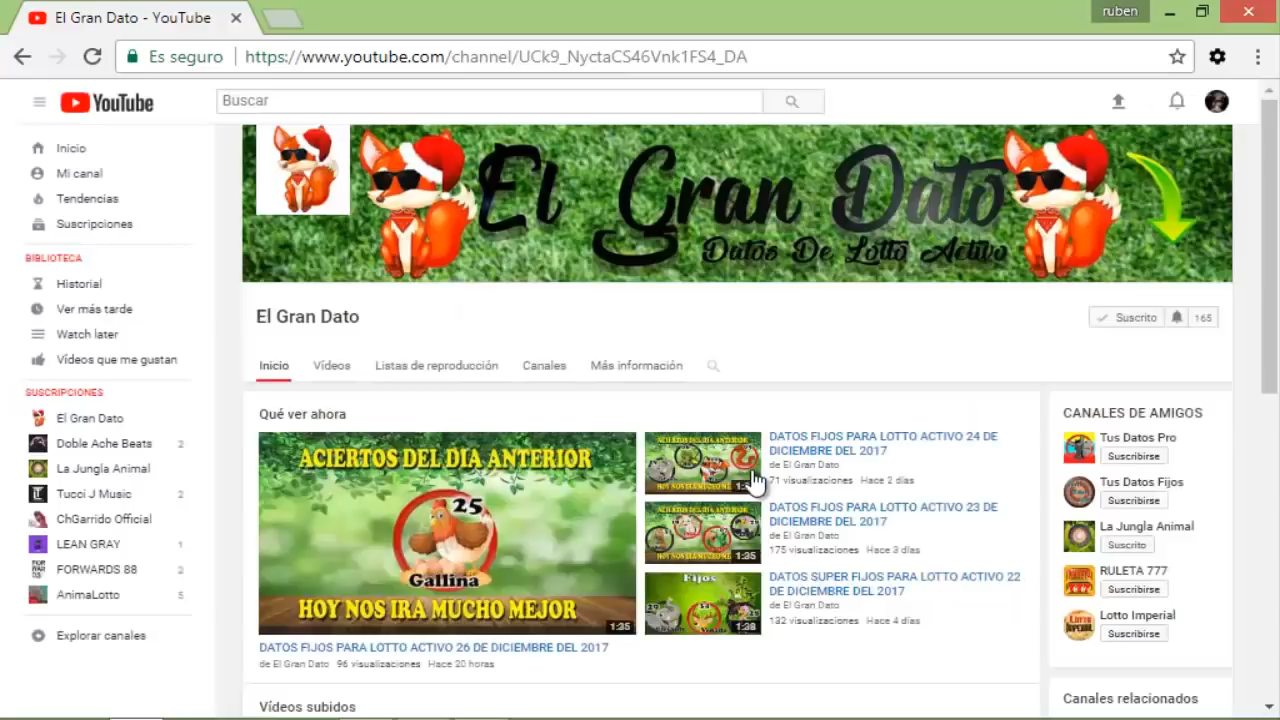 El Gran Dato - YouTube
ruben
Es seguro
https://www.youtube.com/channel/UCk9_NyctaCS46Vnk1FS4_DA
YouTube
Buscar
Inicio
Mi canal
Tendencias
Suscripciones
BIBLIOTECA
Historial
Ver más tarde
Watch later
Vídeos que me gustan
SUSCRIPCIONES
El Gran Dato
Doble Ache Beats 2
La Jungla Animal
Tucci J Music 2
ChGarrido Official
LEAN GRAY 1
FORWARDS 88 2
AnimaLotto 5
Explorar canales
El Gran Dato
Datos De Lotto Activo
El Gran Dato
Suscrito 165
Inicio
Vídeos
Listas de reproducción
Canales
Más información
Qué ver ahora
ACIERTOS DEL DÍA ANTERIOR
25
Gallina
HOY NOS IRÁ MUCHO MEJOR
1:35
DATOS FIJOS PARA LOTTO ACTIVO 26 DE DICIEMBRE DEL 2017
de El Gran Dato 96 visualizaciones Hace 20 horas
ACIERTOS DEL DÍA ANTERIOR
DATOS FIJOS PARA LOTTO ACTIVO 24 DE
DICIEMBRE DEL 2017
de El Gran Dato
71 visualizaciones Hace 2 días
ACIERTOS DEL DÍA ANTERIOR
1:35
DATOS FIJOS PARA LOTTO ACTIVO 23 DE
DICIEMBRE DEL 2017
de El Gran Dato
175 visualizaciones Hace 3 días
Fijos
1:38
DATOS SUPER FIJOS PARA LOTTO ACTIVO 22
DE DICIEMBRE DEL 2017
de El Gran Dato
132 visualizaciones Hace 4 días
Vídeos subidos
CANALES DE AMIGOS
Tus Datos Pro
Suscribirse
Tus Datos Fijos
Suscribirse
La Jungla Animal
Suscrito
RULETA 777
Suscribirse
Lotto Imperial
Suscribirse
Canales relacionados